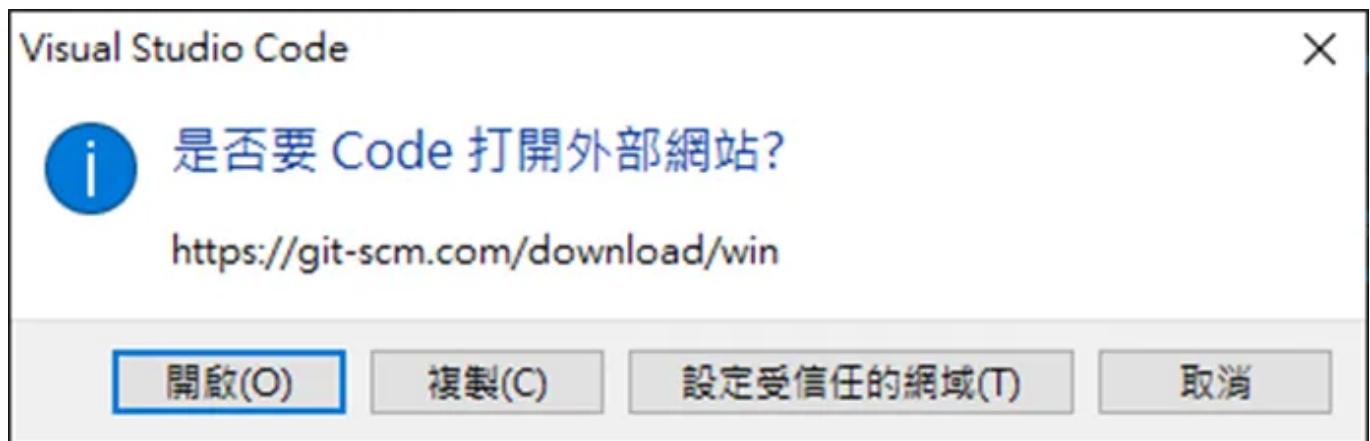 Visual Studio Code
是否要 Code 打開外部網站?
https://git-scm.com/download/win
開啟(O) 複製(C) 設定受信任的網域(T) 取消